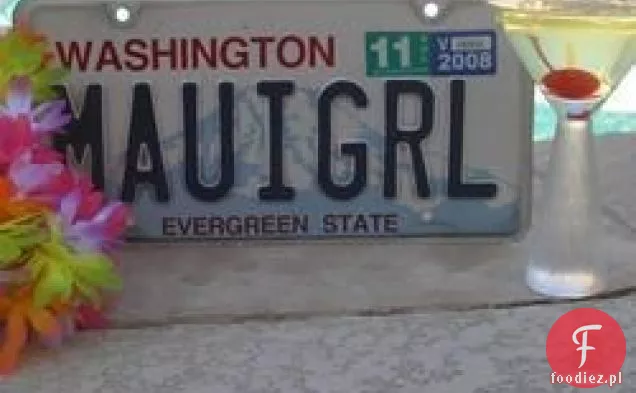 WASHINGTON
11
V
2008
MAUIGRL
EVERGREEN STATE
F
foodiez.pl